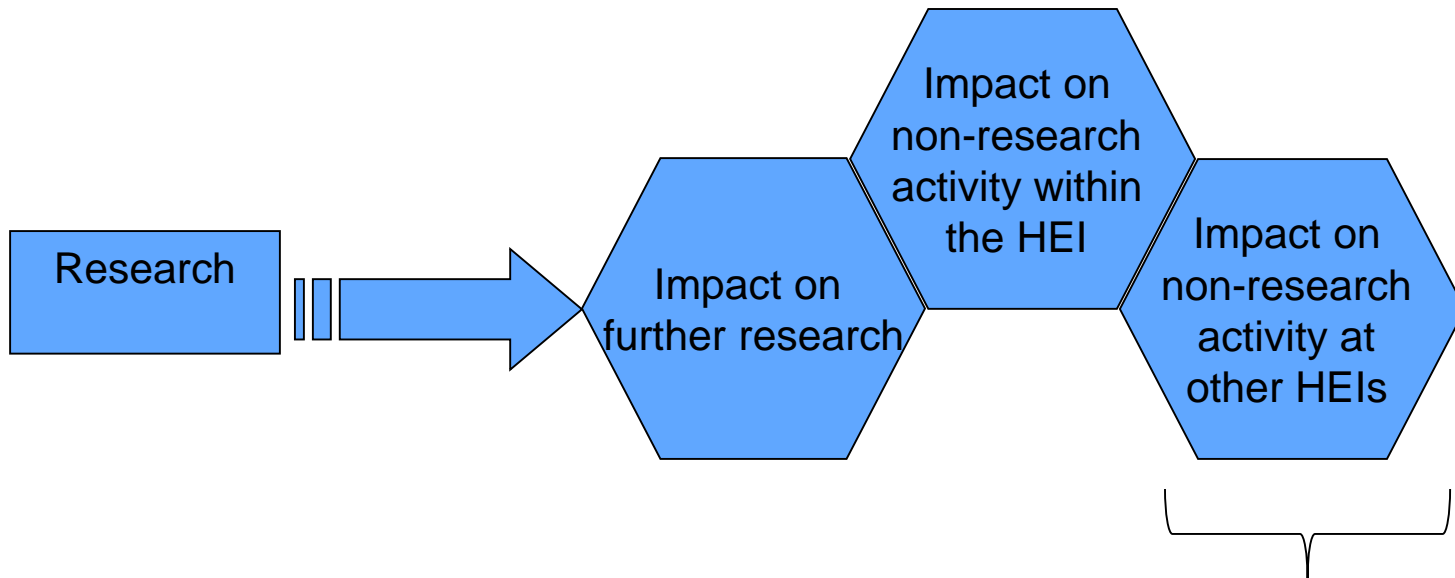 Research
Impact on
further research
Impact on
non-research
activity within
the HEI
Impact on
non-research
activity at
other HEIs